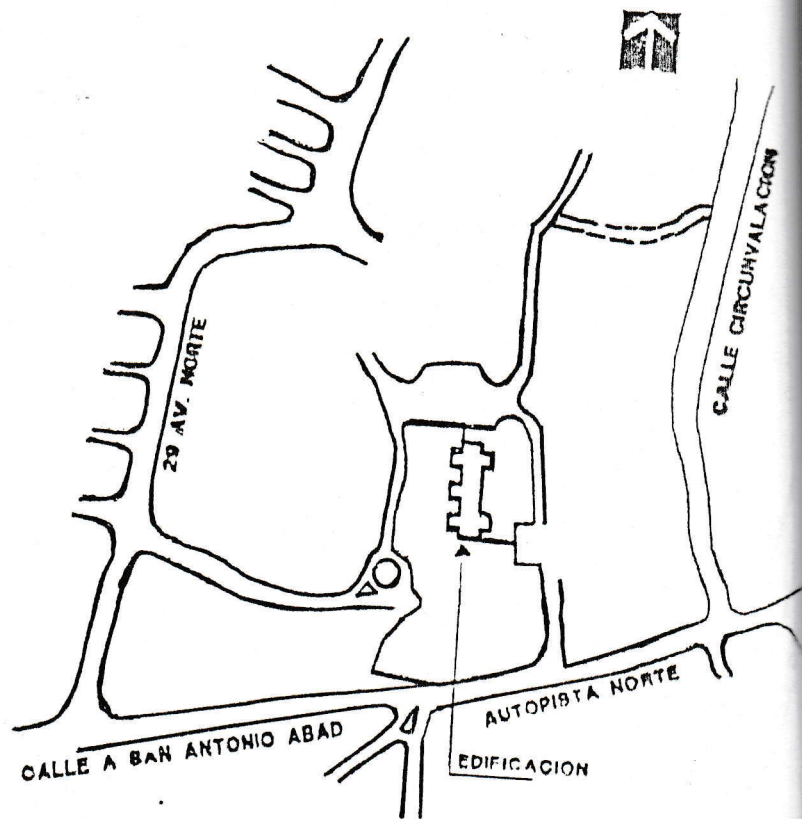 CALLE CIRCUNVALACION
29 AV. NORTE
AUTOPISTA NORTE
CALLE A SAN ANTONIO ABAD
EDIFICACION